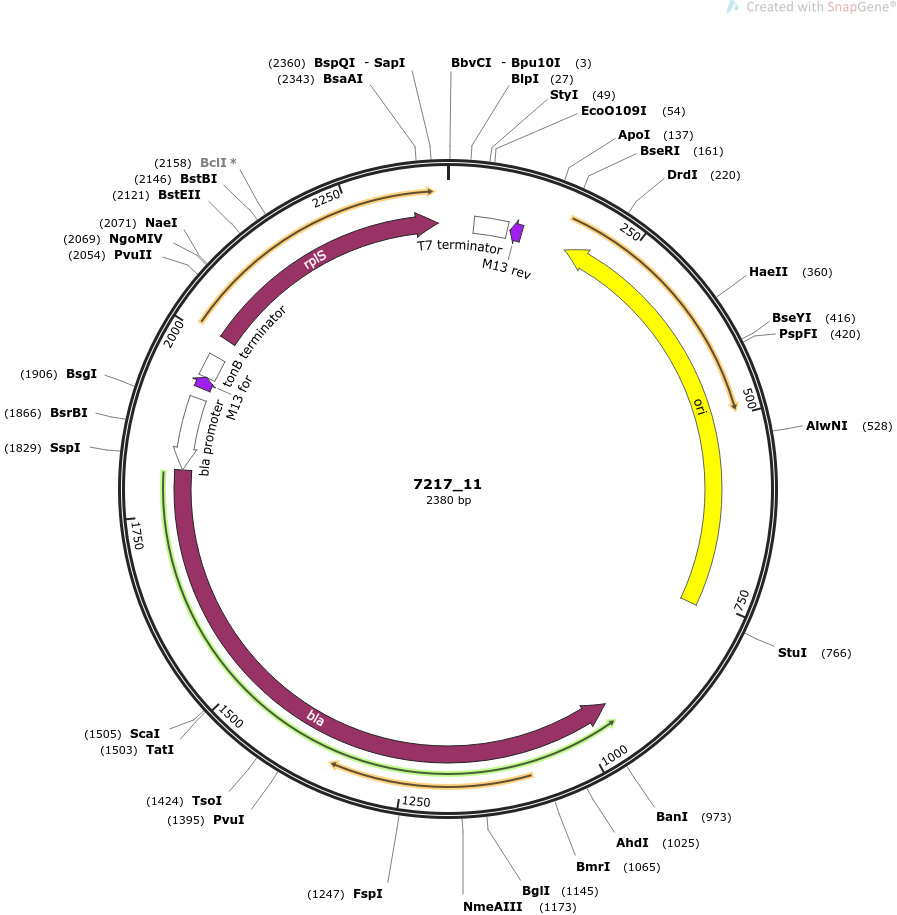 Created with SnapGene®
(2360) BspQI - SapI
(2343) BsaAI
BbvCI - Bpu10I (3)
BlpI (27)
StyI (49)
EcoO109I (54)
ApoI (137)
BseRI (161)
DrdI (220)
HaeII (360)
BseYI (416)
PspFI (420)
AlwNI (528)
StuI (766)
BanI (973)
AhdI (1025)
BmrI (1065)
BglI (1145)
NmeAIII (1173)
(1247) FspI
(1395) PvuI
(1424) TsoI
(1503) TatI
(1505) ScaI
(1829) SspI
(1866) BsrBI
(1906) BsgI
(2054) PvuII
(2069) NgoMIV
(2071) NaeI
(2121) BstEII
(2146) BstBI
(2158) BclI *
250
500
750
1000
1250
1500
1750
2000
2250
rplS
T7 terminator
M13 rev
ori
tonB terminator
M13 for
bla promoter
bla
7217_11
2380 bp